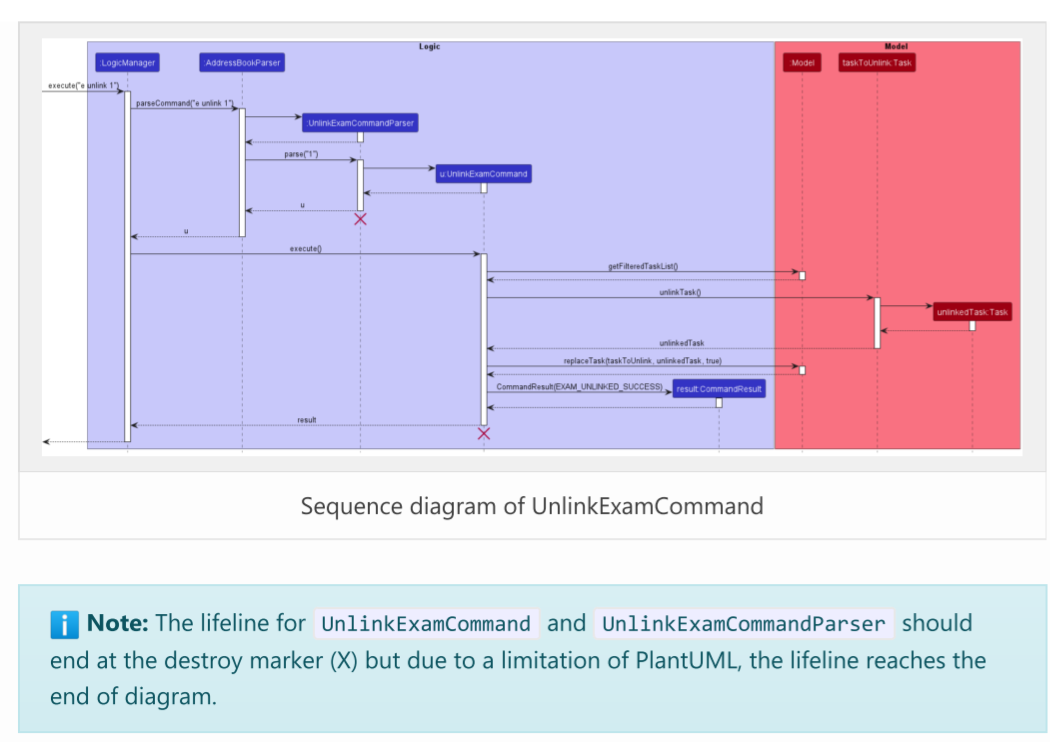 Logic
Model
:LogicManager
:AddressBookParser
:Model
taskToUnlink:Task
execute("e unlink 1")
parseCommand("e unlink 1")
:UnlinkExamCommandParser
parse("1")
u:UnlinkExamCommand
u
u
execute()
getFilteredTaskList()
unlinkTask()
unlinkedTask:Task
unlinkedTask
replaceTask(taskToUnlink, unlinkedTask, true)
CommandResult(EXAM_UNLINKED_SUCCESS)
result:CommandResult
result
Sequence diagram of UnlinkExamCommand
Note: The lifeline for UnlinkExamCommand and UnlinkExamCommandParser should
end at the destroy marker (X) but due to a limitation of PlantUML, the lifeline reaches the
end of diagram.